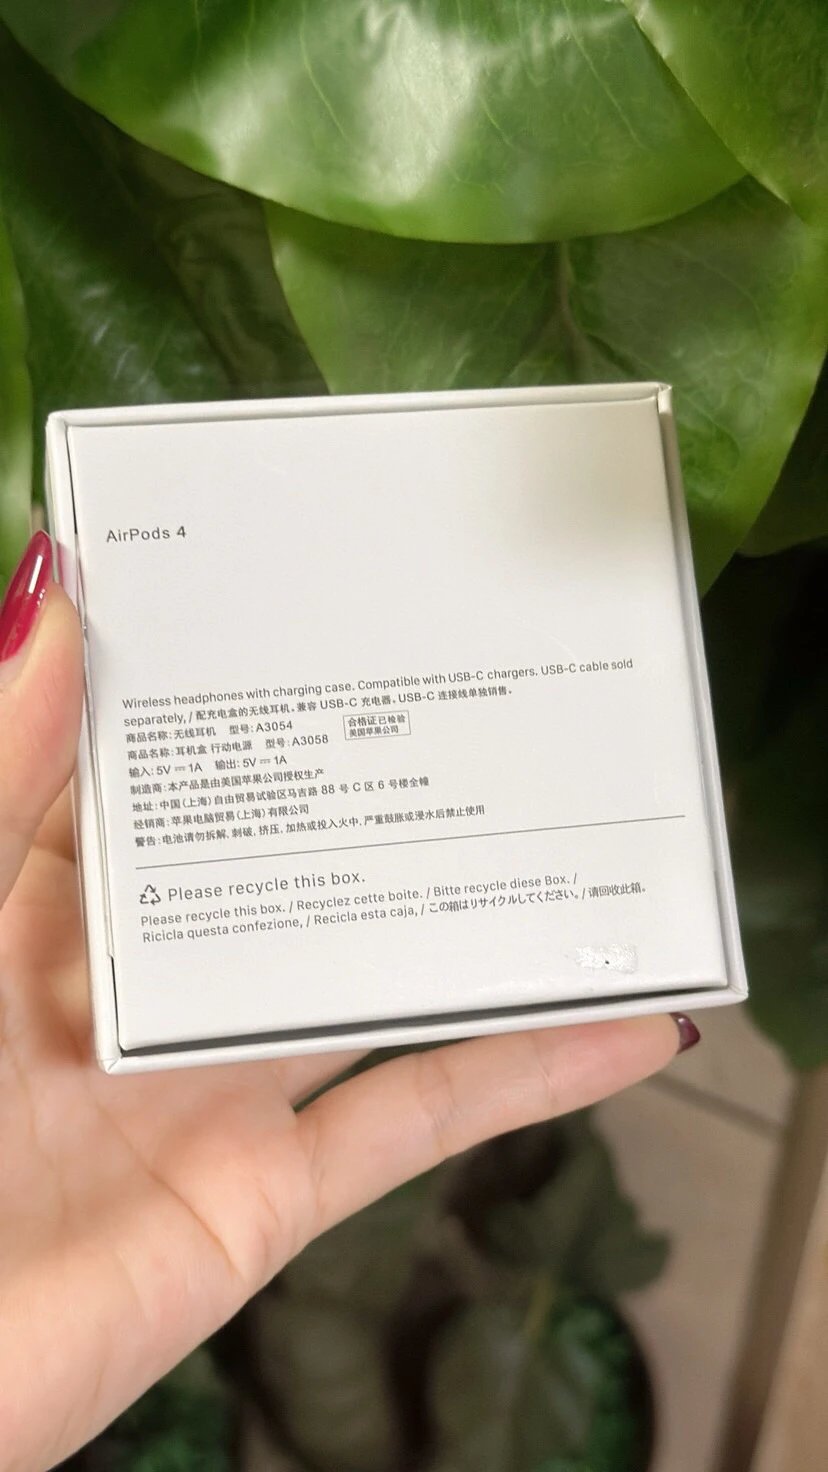 AirPods 4
Wireless headphones with charging case. Compatible with USB-C chargers. USB-C cable sold
separately, / 配充电盒的无线耳机。兼容 USB-C 充电器。USB-C 连接线单独销售。
商品名称: 无线耳机 型号: A3054
合格证 已检验
美国苹果公司
商品名称: 耳机盒 行动电源 型号: A3058
输入: 5V ⎓ 1A 输出: 5V ⎓ 1A
制造商: 本产品是由美国苹果公司授权生产
地址: 中国(上海)自由贸易试验区马吉路 88 号 C 区 6 号楼全幢
经销商: 苹果电脑贸易(上海)有限公司
警告: 电池请勿拆解, 刺破, 挤压, 加热或投入火中, 严重鼓胀或浸水后禁止使用
Please recycle this box.
Please recycle this box. / Recyclez cette boite. / Bitte recycle diese Box. /
Ricicla questa confezione, / Recicla esta caja, / この箱はリサイクルしてください。/ 请回收此箱。